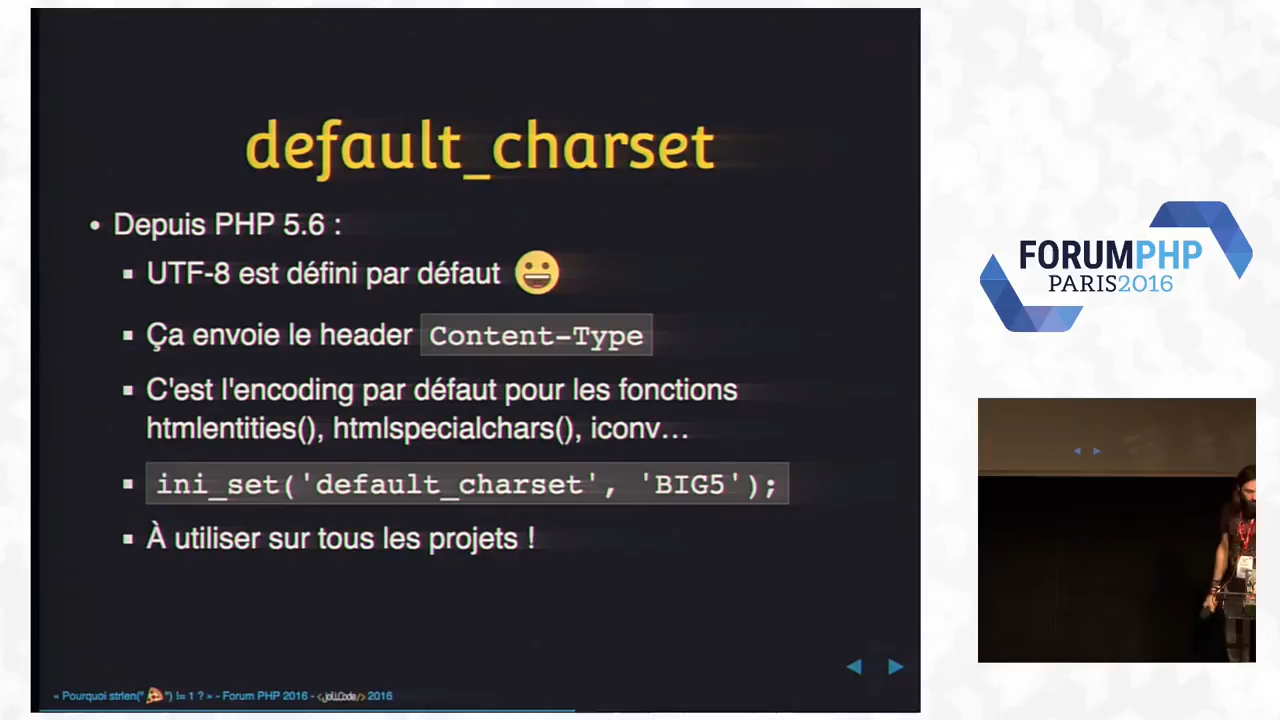 default_charset
• Depuis PHP 5.6 :
▪ UTF-8 est défini par défaut 😀
▪ Ça envoie le header Content-Type
▪ C'est l'encoding par défaut pour les fonctions
htmlentities(), htmlspecialchars(), iconv…
▪ ini_set('default_charset', 'BIG5');
▪ À utiliser sur tous les projets !
« Pourquoi strlen("🍕") != 1 ? » - Forum PHP 2016 - </JoliCode/> 2016
FORUMPHP
PARIS2016